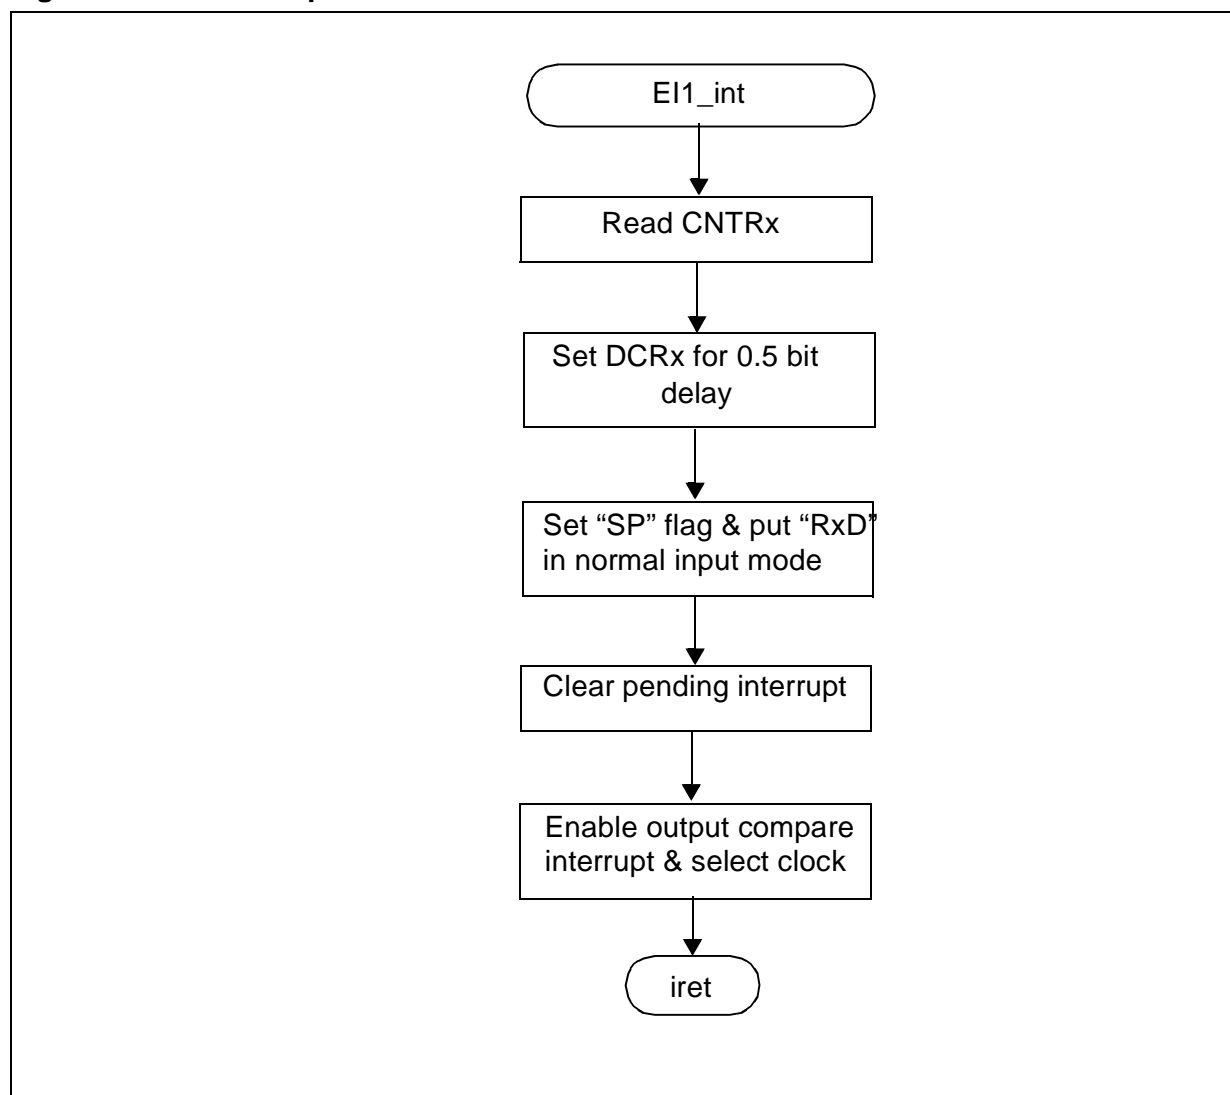 EI1_int
Read CNTRx
Set DCRx for 0.5 bit
delay
Set “SP” flag & put “RxD”
in normal input mode
Clear pending interrupt
Enable output compare
interrupt & select clock
iret